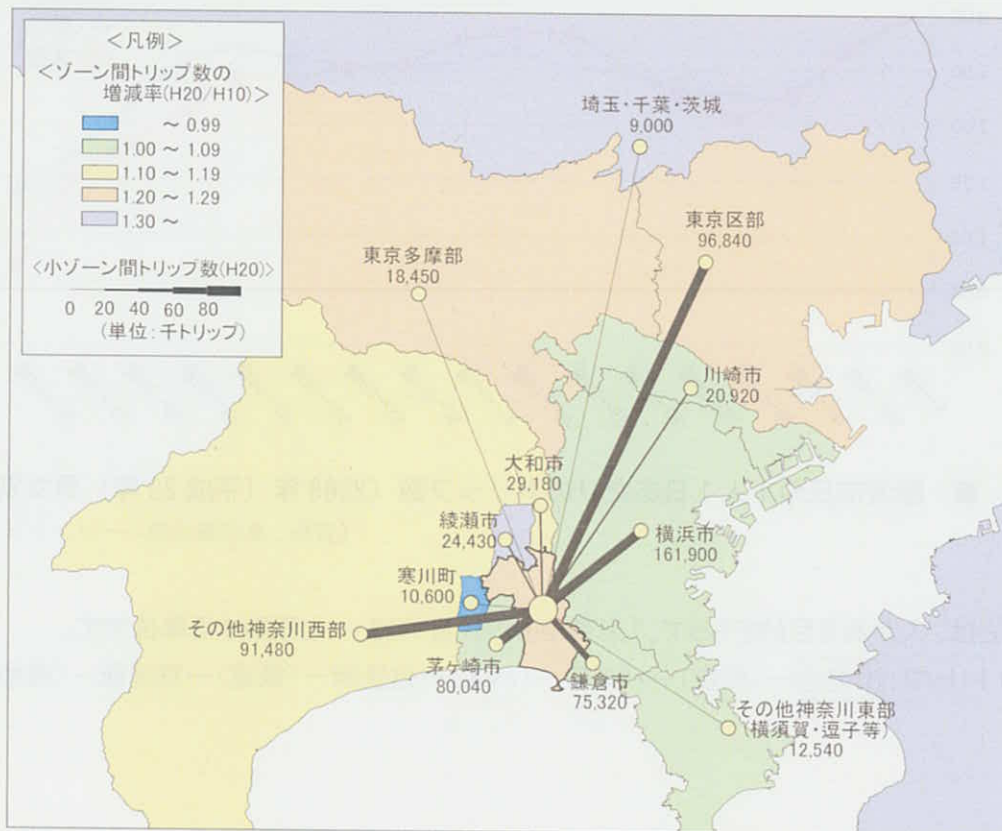 <凡例>
<ゾーン間トリップ数の
増減率(H20/H10)>
～ 0.99
1.00 ～ 1.09
1.10 ～ 1.19
1.20 ～ 1.29
1.30 ～
<小ゾーン間トリップ数(H20)>
0 20 40 60 80
(単位:千トリップ)
埼玉・千葉・茨城
9,000
東京区部
96,840
東京多摩部
18,450
川崎市
20,920
大和市
29,180
綾瀬市
24,430
横浜市
161,900
寒川町
10,600
その他神奈川西部
91,480
茅ヶ崎市
80,040
鎌倉市
75,320
その他神奈川東部
(横須賀・逗子等)
12,540